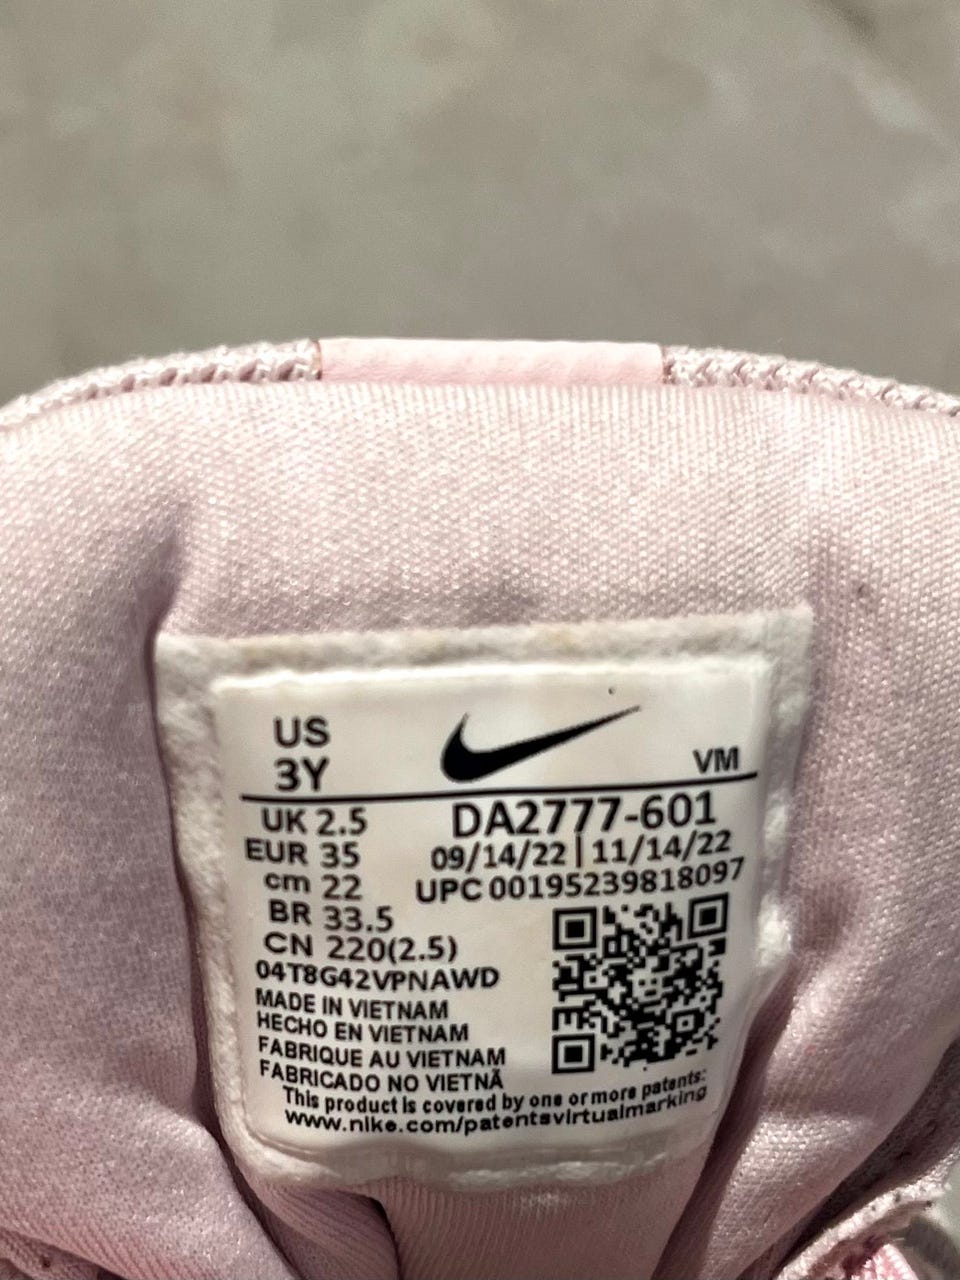 US
3Y
VM
UK 2.5
EUR 35
cm 22
BR 33.5
CN 220(2.5)
DA2777-601
09/14/22 | 11/14/22
UPC 00195239818097
04T8G42VPNAWD
MADE IN VIETNAM
HECHO EN VIETNAM
FABRIQUE AU VIETNAM
FABRICADO NO VIETNÃ
This product is covered by one or more patents:
www.nike.com/patentsvirtualmarking